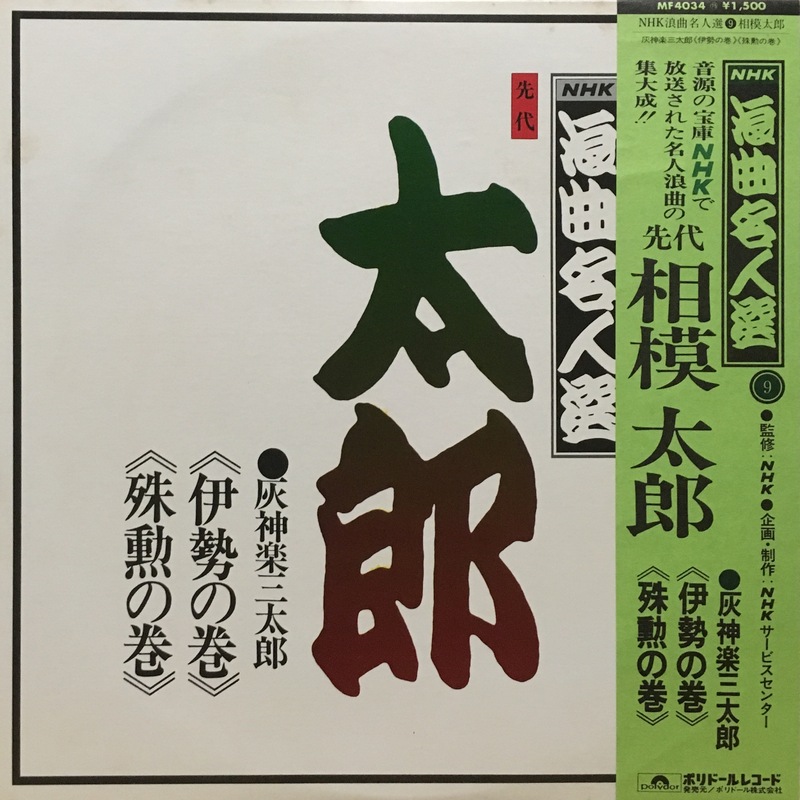 MF4034 ¥1,500
NHK浪曲名人選❾相模太郎
灰神楽三太郎《伊勢の巻》《殊勲の巻》
NHK
浪曲名人選
9
音源の宝庫NHKで
放送された名人浪曲の
集大成!!
先代
相模太郎
●監修:NHK●企画・制作:NHKサービスセンター
●灰神楽三太郎
《伊勢の巻》
《殊勲の巻》
polydor
ポリドールレコード
発売元/ポリドール株式会社
NHK
浪曲名人選
先代
太郎
●灰神楽三太郎
《伊勢の巻》
《殊勲の巻》